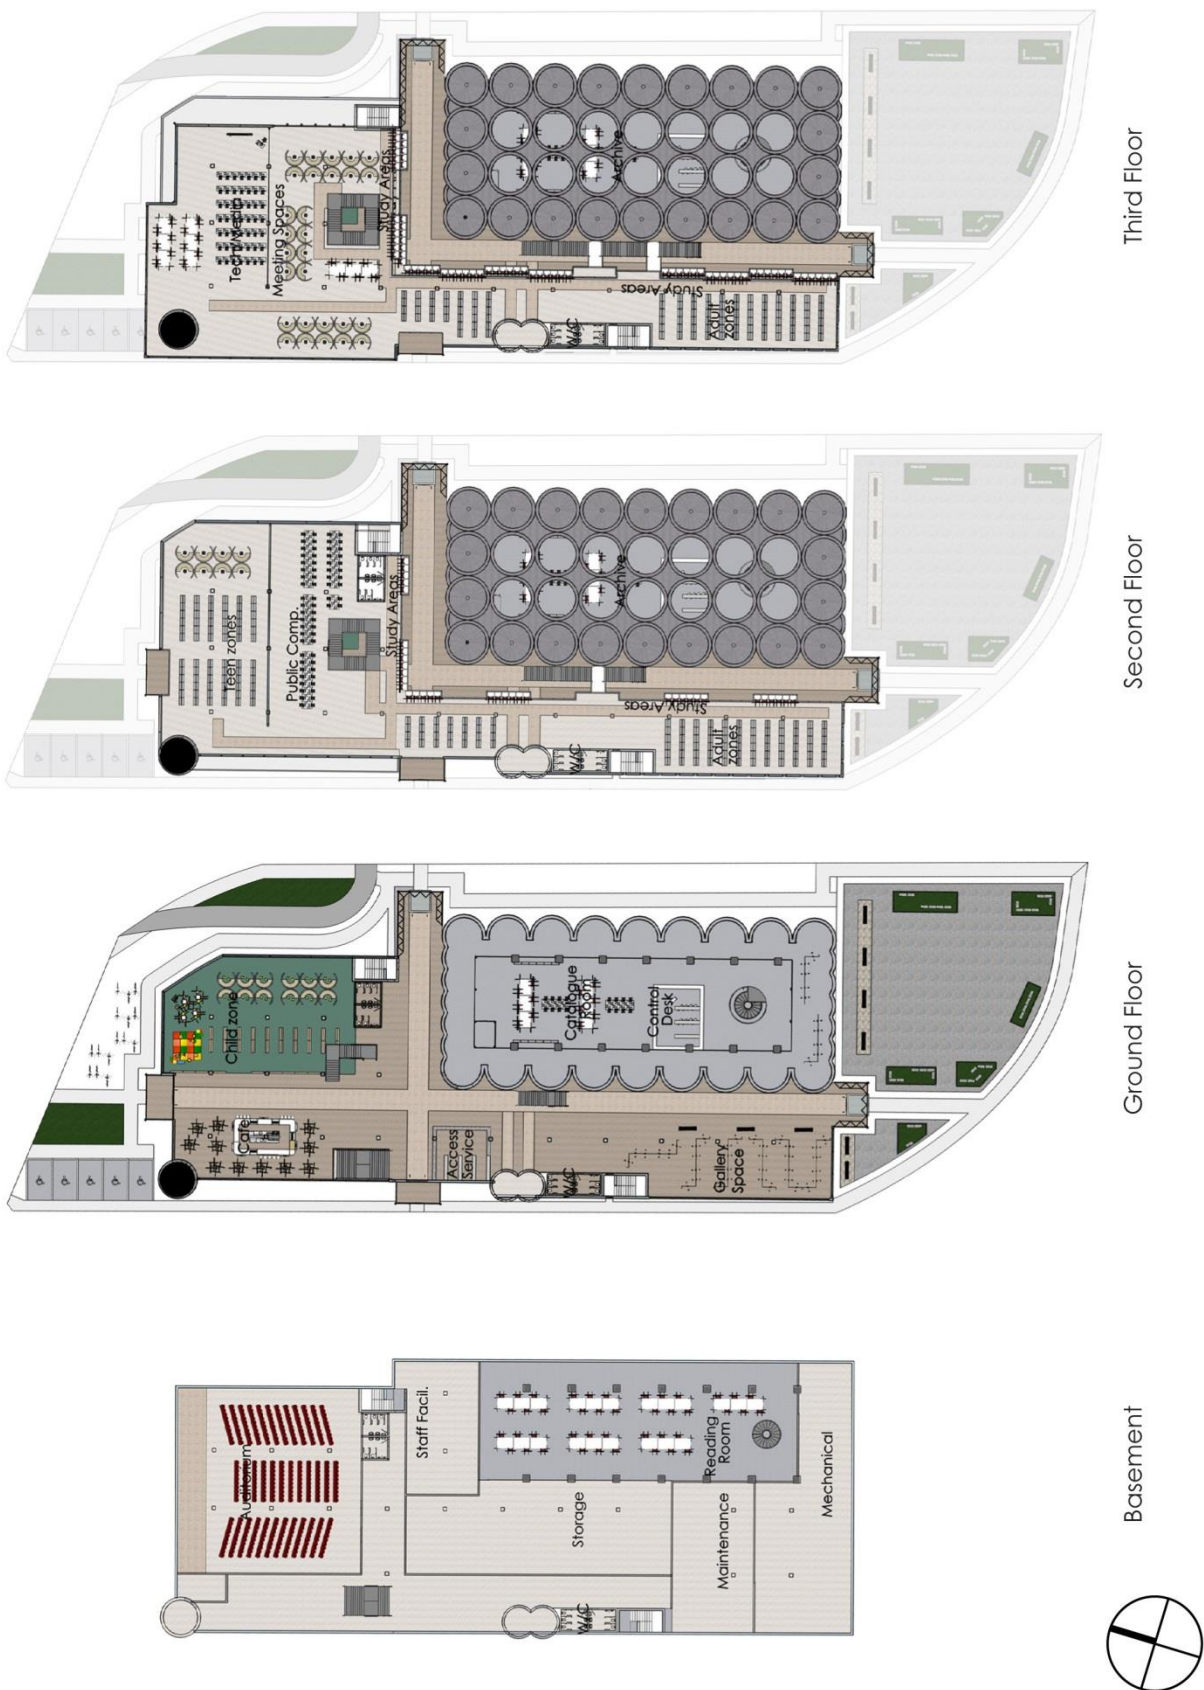 Auditorium
Staff Facil.
Storage
W/C
Reading
Room
Maintenance
Mechanical
Basement
Child zone
Cafe
Access
Service
Catalogue
Room
W/C
Control
Desk
Gallery
Space
Ground Floor
Teen zones
Public Comp.
Study Areas
W/C
Archive
Study Areas
Adult
zones
Second Floor
Tech/Media
Meeting Spaces
Study Areas
W/C
Archive
Study Areas
Adult
zones
Third Floor